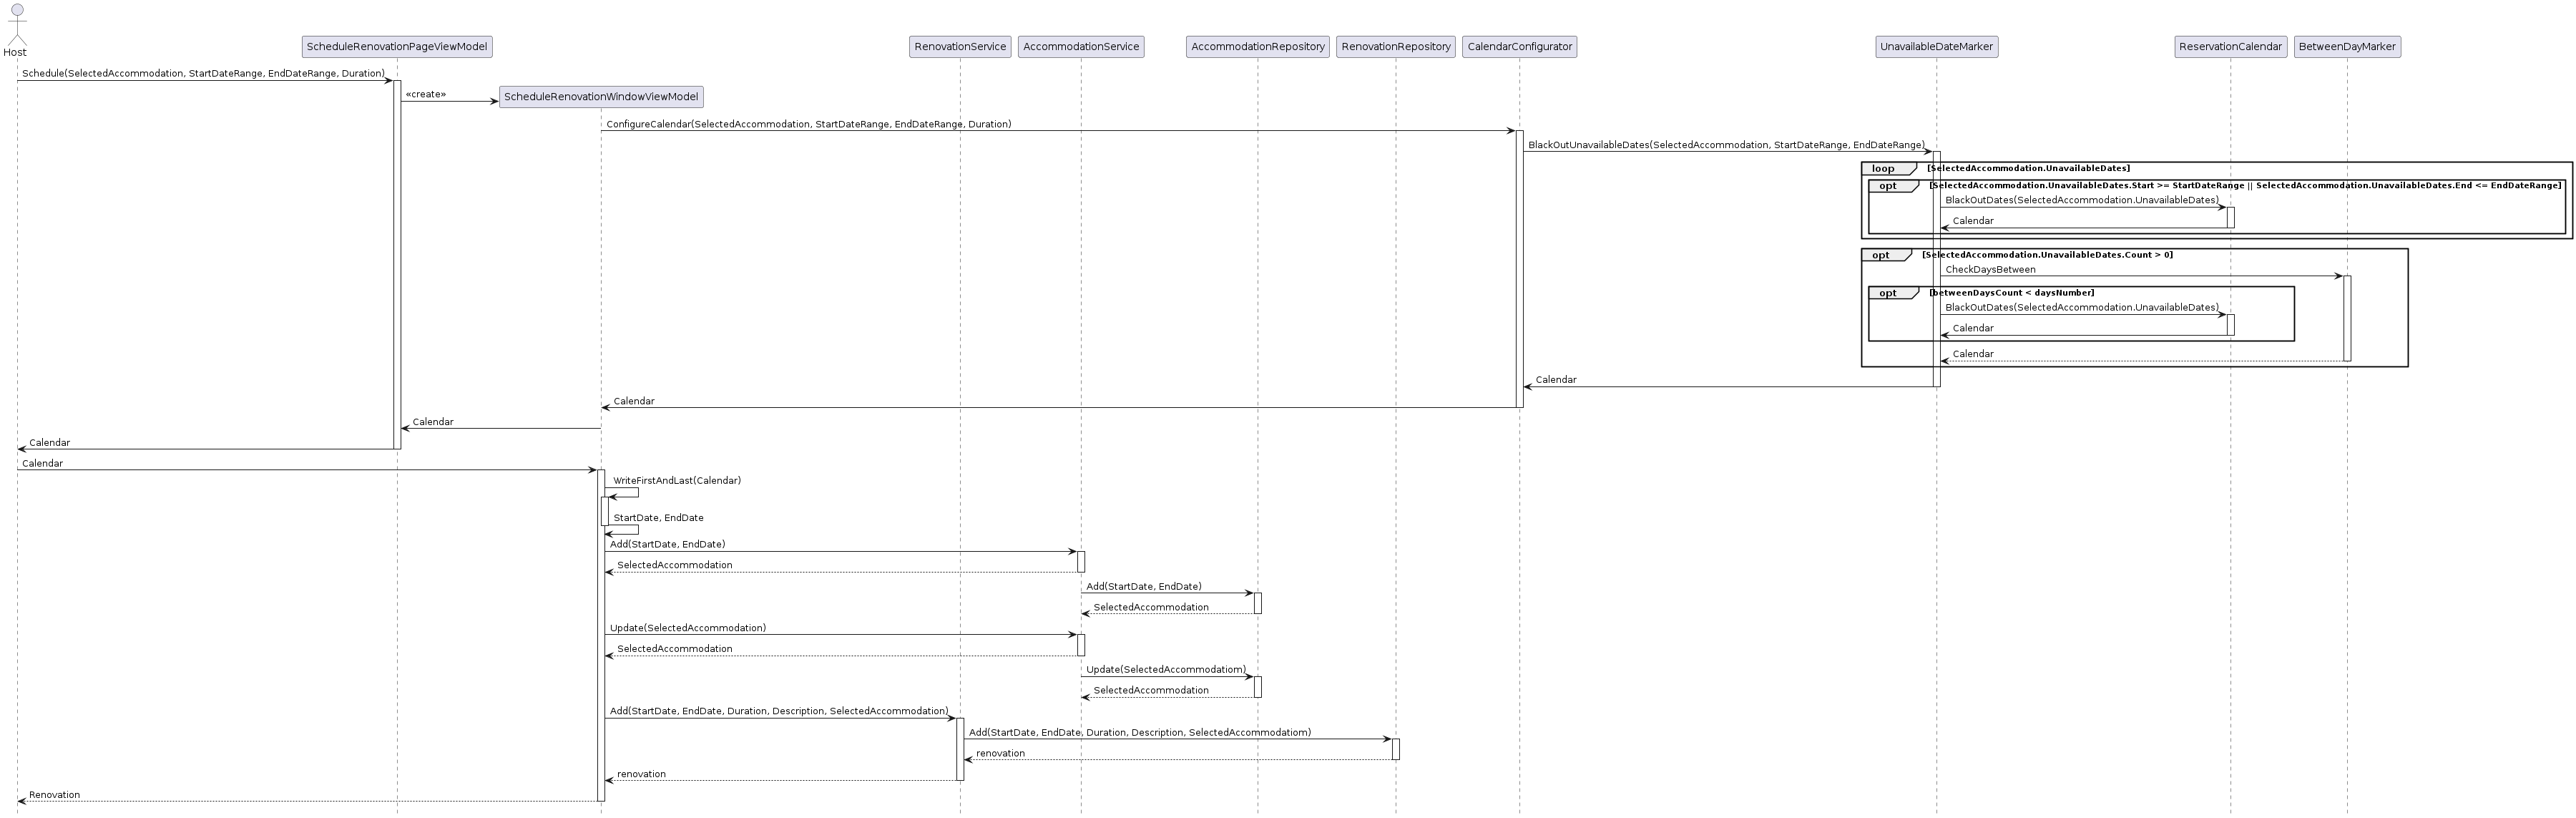 Host
ScheduleRenovationPageViewModel
RenovationService
AccommodationService
AccommodationRepository
RenovationRepository
CalendarConfigurator
UnavailableDateMarker
ReservationCalendar
BetweenDayMarker
Schedule(SelectedAccommodation, StartDateRange, EndDateRange, Duration)
«create»
ScheduleRenovationWindowViewModel
ConfigureCalendar(SelectedAccommodation, StartDateRange, EndDateRange, Duration)
BlackOutUnavailableDates(SelectedAccommodation, StartDateRange, EndDateRange)
loop [SelectedAccommodation.UnavailableDates]
opt [SelectedAccommodation.UnavailableDates.Start >= StartDateRange || SelectedAccommodation.UnavailableDates.End <= EndDateRange]
BlackOutDates(SelectedAccommodation.UnavailableDates)
Calendar
opt [SelectedAccommodation.UnavailableDates.Count > 0]
CheckDaysBetween
opt [betweenDaysCount < daysNumber]
BlackOutDates(SelectedAccommodation.UnavailableDates)
Calendar
Calendar
Calendar
Calendar
Calendar
Calendar
Calendar
WriteFirstAndLast(Calendar)
StartDate, EndDate
Add(StartDate, EndDate)
SelectedAccommodation
Add(StartDate, EndDate)
SelectedAccommodation
Update(SelectedAccommodation)
SelectedAccommodation
Update(SelectedAccommodatiom)
SelectedAccommodation
Add(StartDate, EndDate, Duration, Description, SelectedAccommodation)
Add(StartDate, EndDate, Duration, Description, SelectedAccommodatiom)
renovation
renovation
Renovation